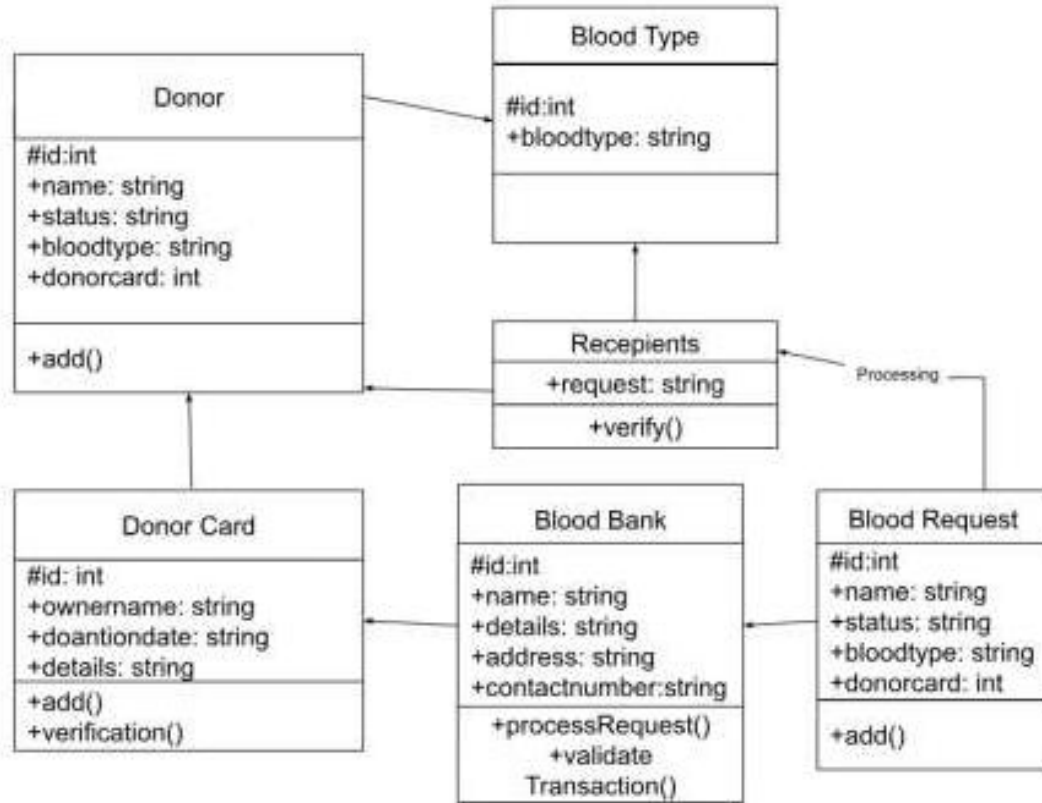 Donor
#id:int
+name: string
+status: string
+bloodtype: string
+donorcard: int
+add()
Blood Type
#id:int
+bloodtype: string
Recepients
+request: string
+verify()
Processing
Donor Card
#id: int
+ownername: string
+doantiondate: string
+details: string
+add()
+verification()
Blood Bank
#id:int
+name: string
+details: string
+address: string
+contactnumber:string
+processRequest()
+validate
Transaction()
Blood Request
#id:int
+name: string
+status: string
+bloodtype: string
+donorcard: int
+add()